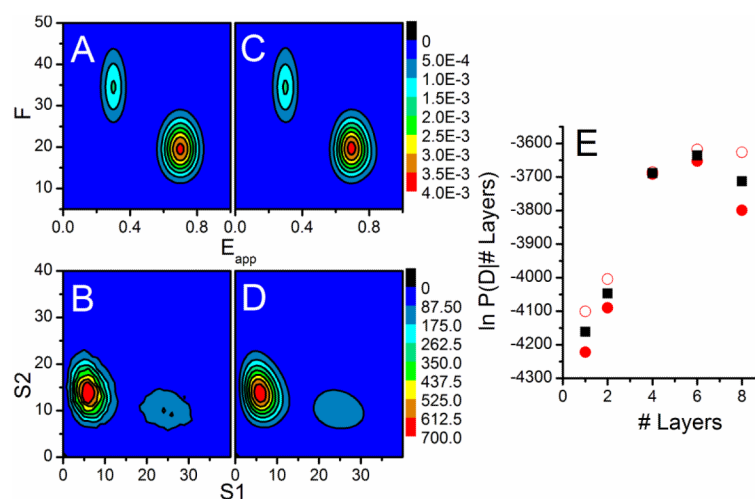 A
C
50
40
30
20
10
F
0.0
0.4
0.8
0.0
0.4
0.8
E_app
0
5.0E-4
1.0E-3
1.5E-3
2.0E-3
2.5E-3
3.0E-3
3.5E-3
4.0E-3
B
D
40
30
20
10
0
S2
0
10
20
30
0
10
20
30
S1
0
87.50
175.0
262.5
350.0
437.5
525.0
612.5
700.0
E
-3600
-3700
-3800
-3900
-4000
-4100
-4200
-4300
ln P(D|# Layers)
0
2
4
6
8
# Layers